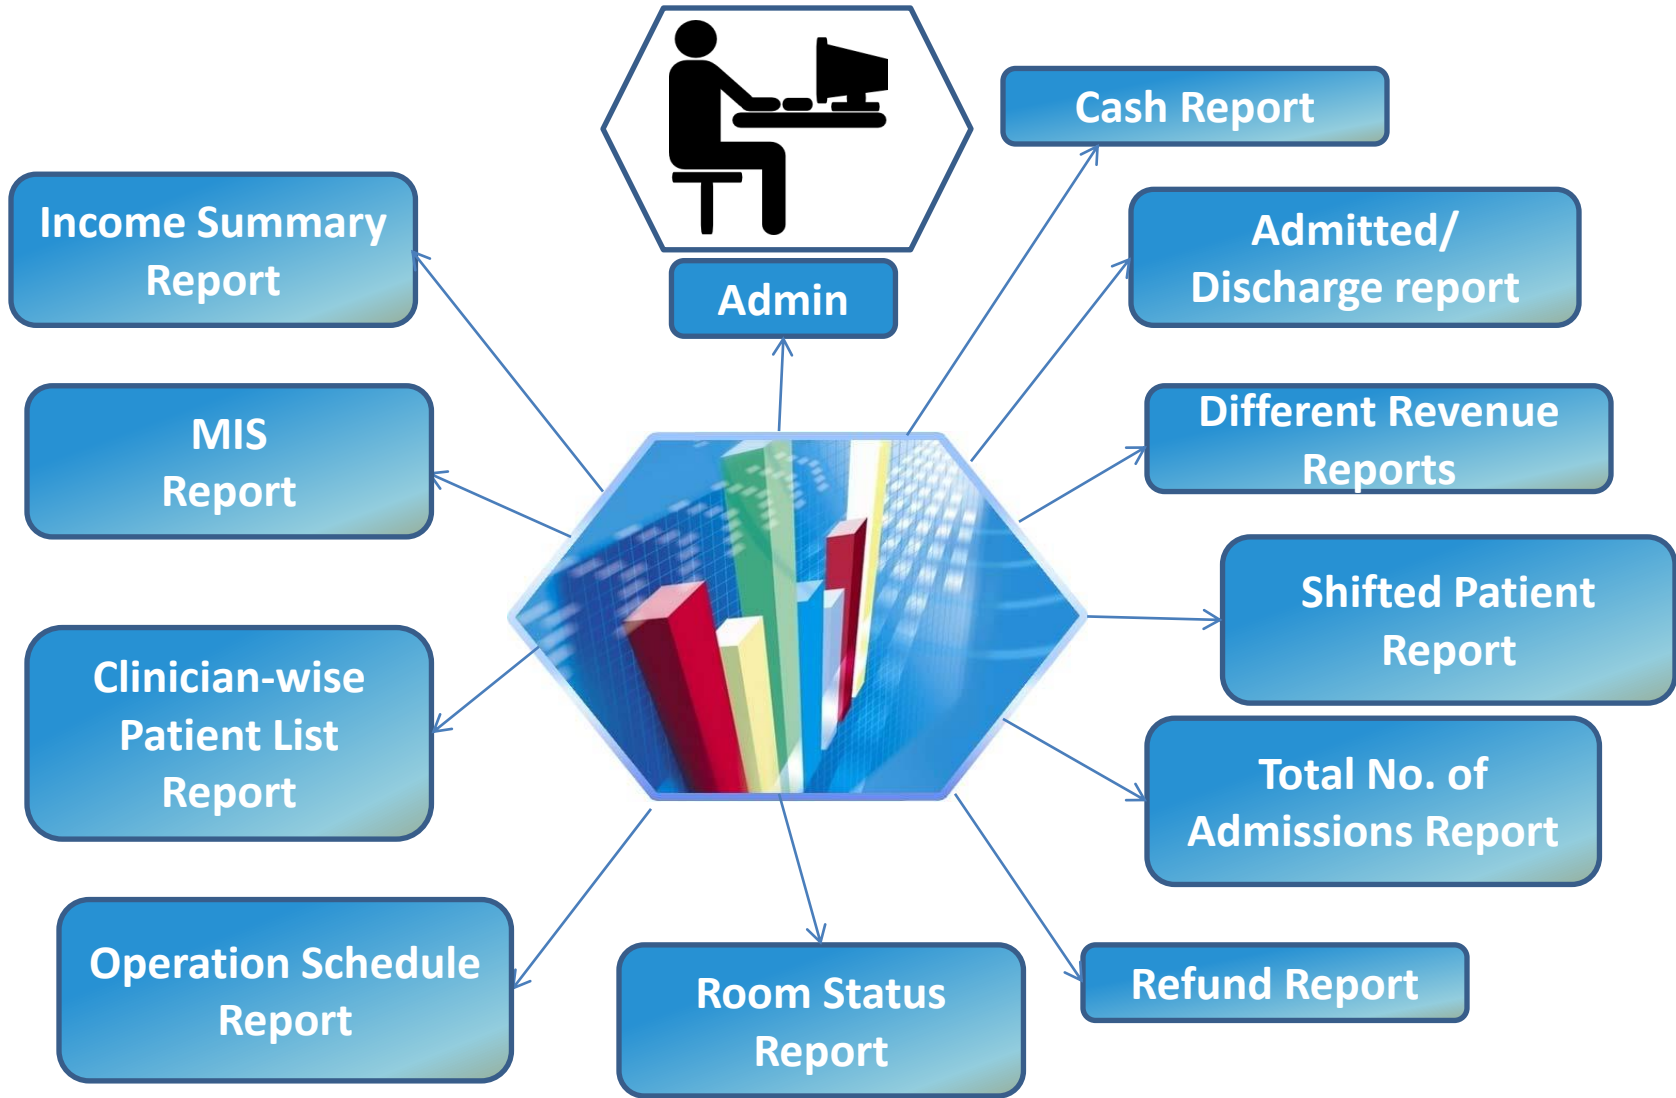 Cash Report
Income Summary
Report
Admitted/
Discharge report
Admin
MIS
Report
Different Revenue
Reports
Shifted Patient
Report
Clinician-wise
Patient List
Report
Total No. of
Admissions Report
Operation Schedule
Report
Room Status
Report
Refund Report